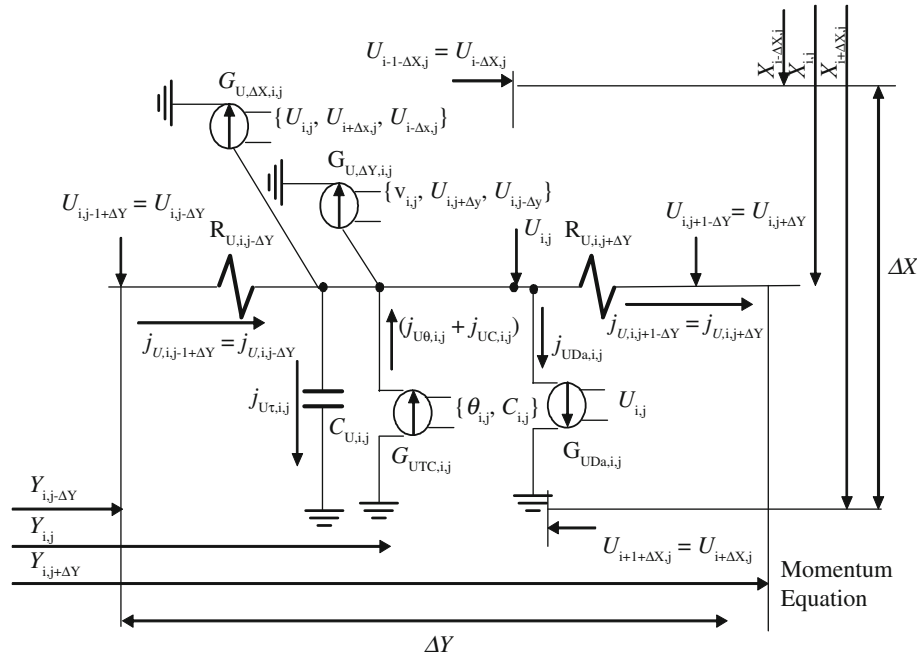 U_{i-1-ΔX,j} = U_{i-ΔX,j}
X_{i-ΔX,j}
X_{i,j}
X_{i+ΔX,j}
G_{U,ΔX,i,j}
{U_{i,j}, U_{i+Δx,j}, U_{i-Δx,j}}
G_{U,ΔY,i,j}
{v_{i,j}, U_{i,j+Δy}, U_{i,j-Δy}}
U_{i,j-1+ΔY} = U_{i,j-ΔY}
R_{U,i,j-ΔY}
U_{i,j}
R_{U,i,j+ΔY}
U_{i,j+1-ΔY} = U_{i,j+ΔY}
ΔX
j_{U,i,j-1+ΔY} = j_{U,i,j-ΔY}
(j_{Uθ,i,j} + j_{UC,i,j})
j_{UDa,i,j}
j_{U,i,j+1-ΔY} = j_{U,i,j+ΔY}
j_{Uτ,i,j}
C_{U,i,j}
{θ_{i,j}, C_{i,j}}
G_{UTC,i,j}
U_{i,j}
G_{UDa,i,j}
Y_{i,j-ΔY}
Y_{i,j}
Y_{i,j+ΔY}
U_{i+1+ΔX,j} = U_{i+ΔX,j}
Momentum
Equation
ΔY